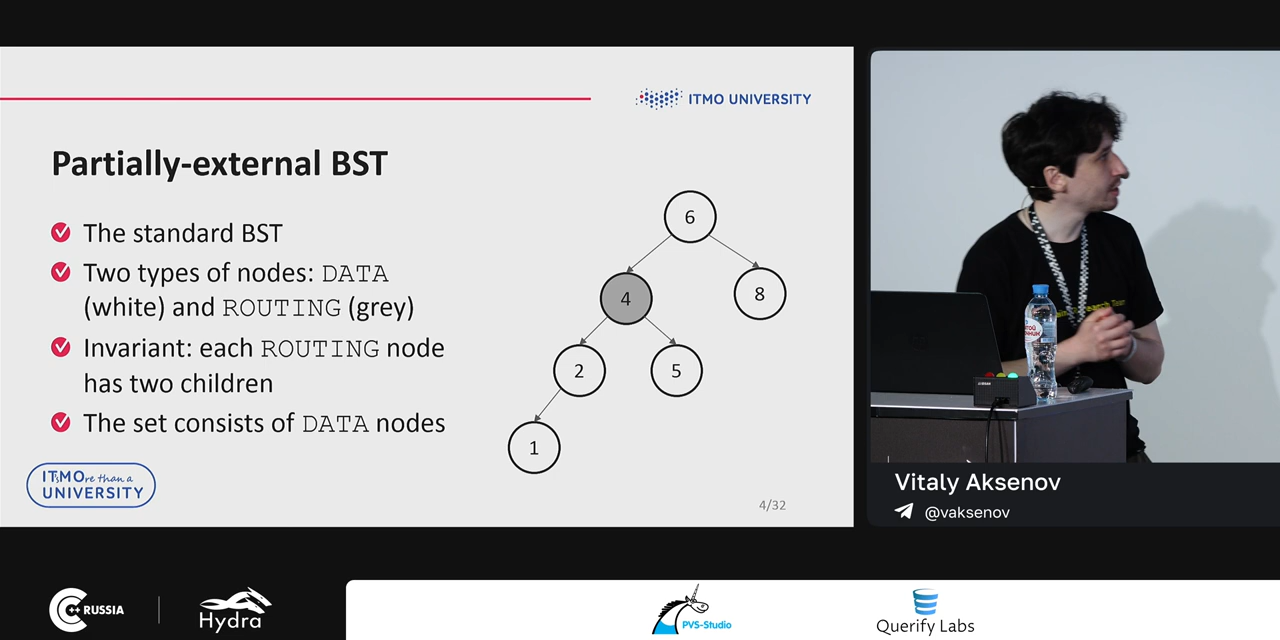 ITMO UNIVERSITY
Partially-external BST
The standard BST
Two types of nodes: DATA
(white) and ROUTING (grey)
Invariant: each ROUTING node
has two children
The set consists of DATA nodes
6
4
8
2
5
1
IT'sMOre than a
UNIVERSITY
4/32
Vitaly Aksenov
@vaksenov
C++ RUSSIA
Hydra
PVS-Studio
Querify Labs